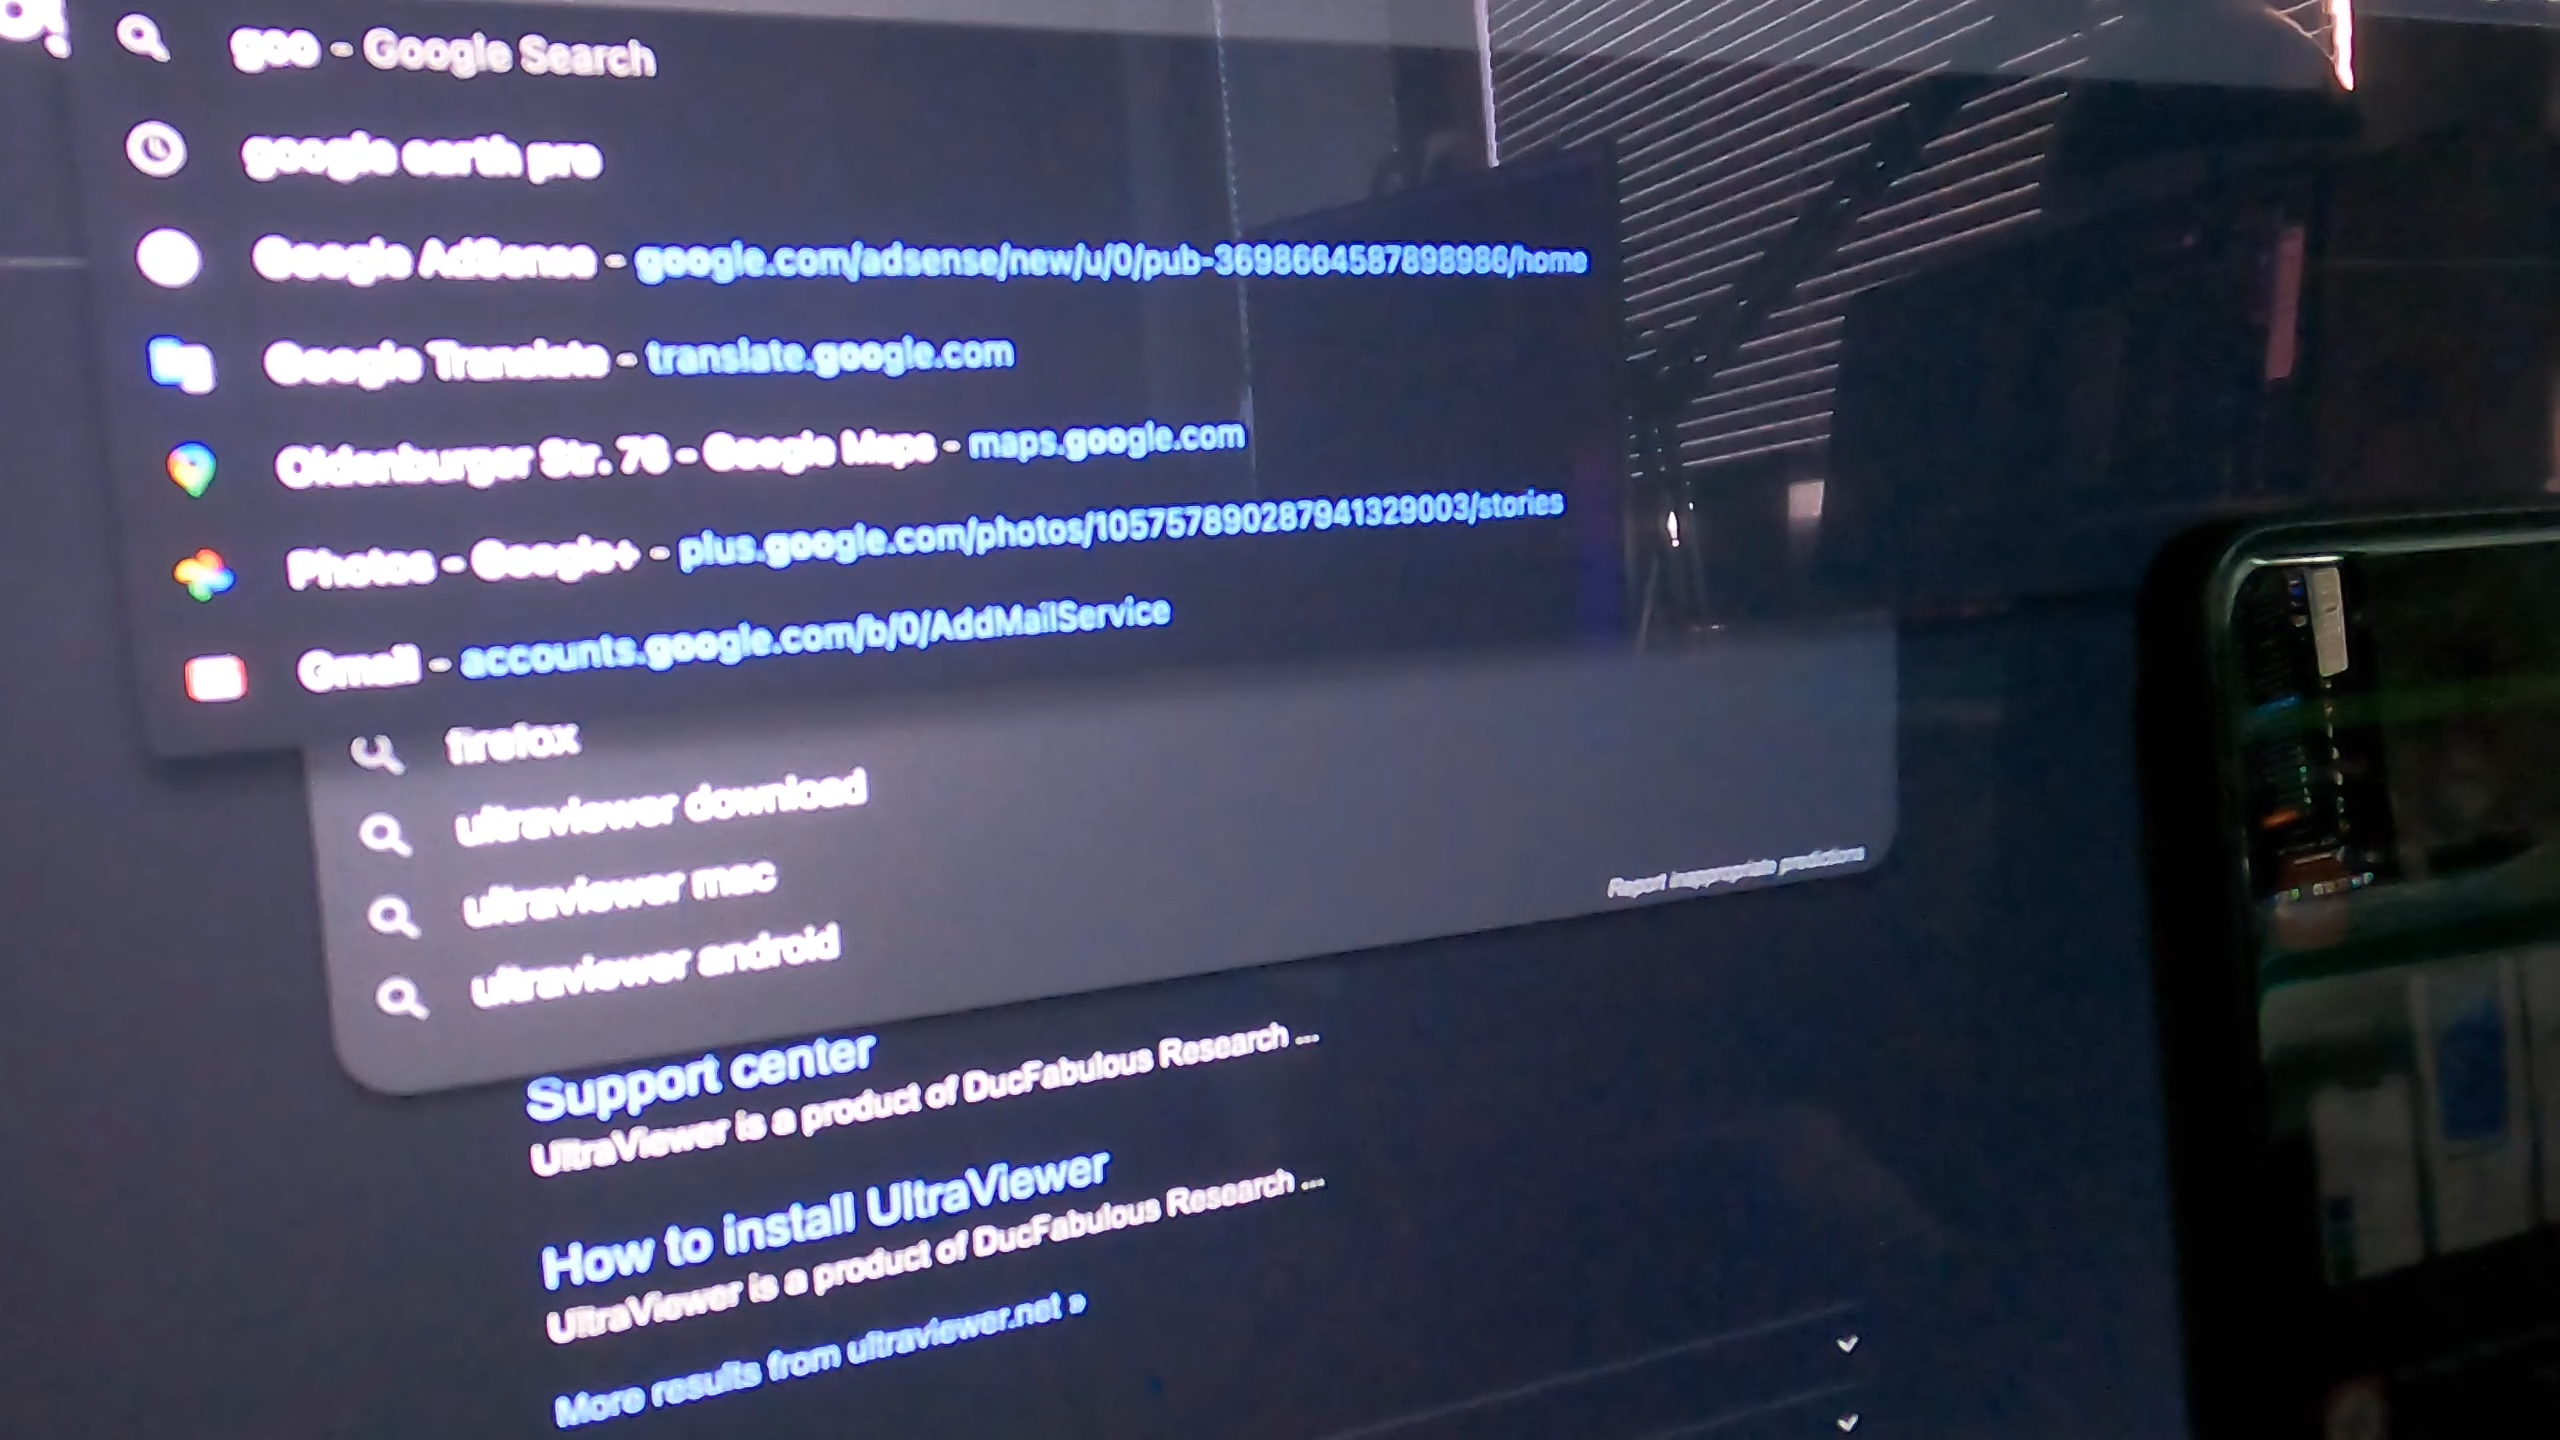 goo - Google Search
google earth pro
Google AdSense - google.com/adsense/new/u/0/pub-3698664587898986/home
Google Translate - translate.google.com
Oldenburger Str. 76 - Google Maps - maps.google.com
Photos - Google+ - plus.google.com/photos/105757890287941329003/stories
Gmail - accounts.google.com/b/0/AddMailService
firefox
ultraviewer download
ultraviewer mac
ultraviewer android
Report inappropriate predictions
Support center
UltraViewer is a product of DucFabulous Research ...
How to install UltraViewer
UltraViewer is a product of DucFabulous Research ...
More results from ultraviewer.net »